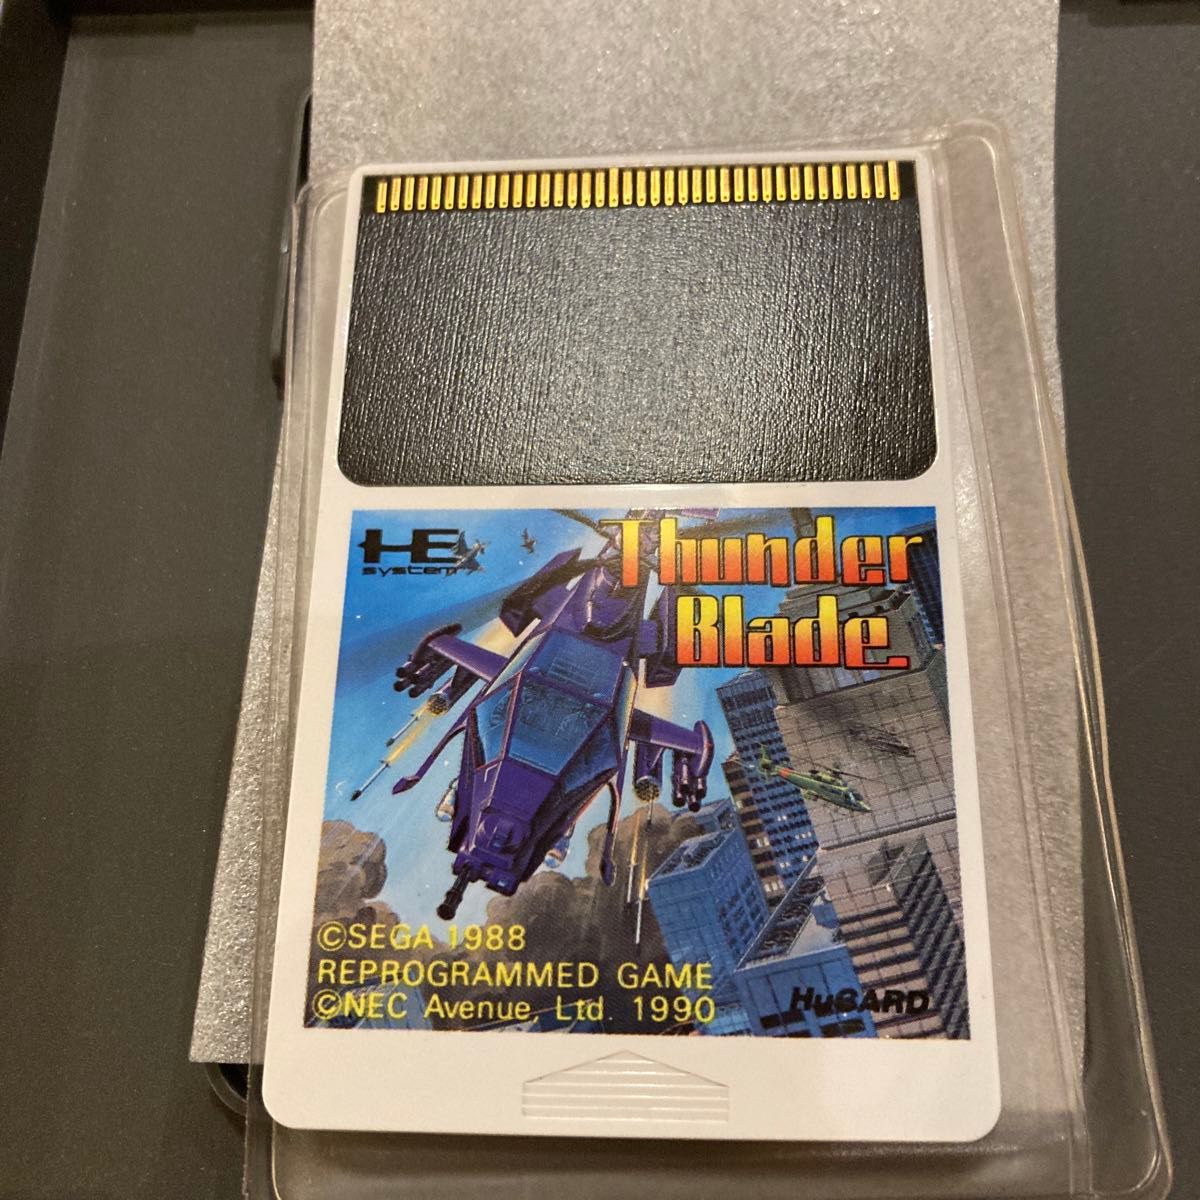 HE
system
Thunder
Blade
©SEGA 1988
REPROGRAMMED GAME
©NEC Avenue, Ltd. 1990
HuCARD